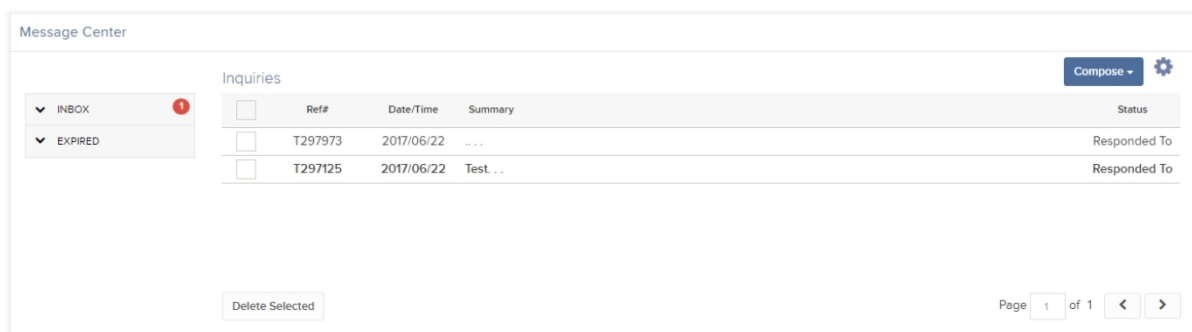 Message Center
Inquiries
Compose
INBOX 1
EXPIRED
Ref# Date/Time Summary Status
T297973 2017/06/22 .. . . Responded To
T297125 2017/06/22 Test. . . Responded To
Delete Selected
Page 1 of 1